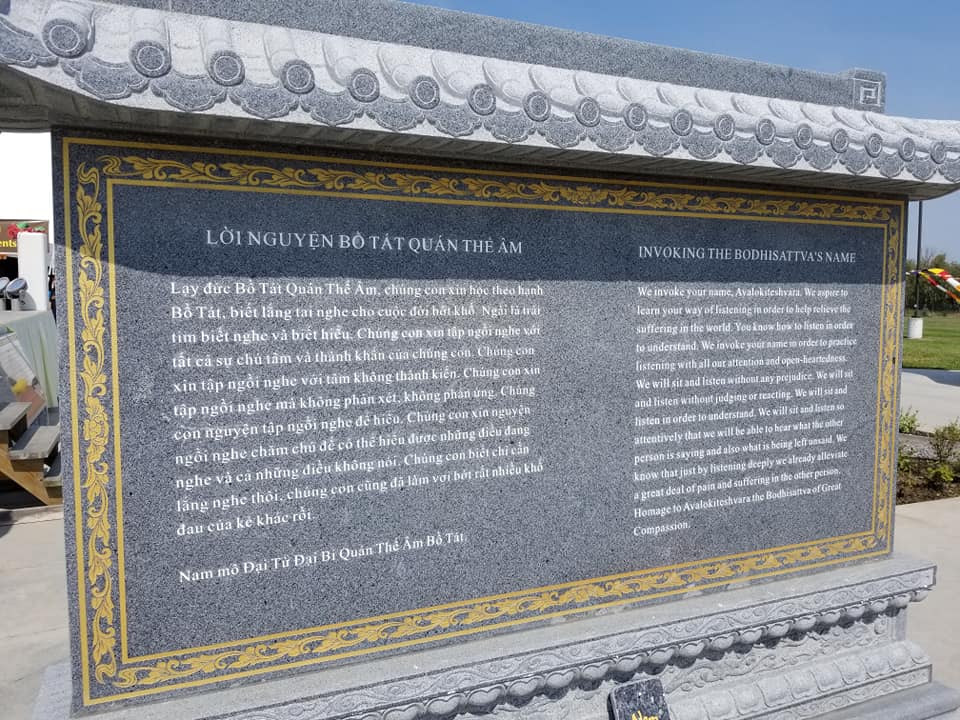 LỜI NGUYỆN BỒ TÁT QUÁN THẾ ÂM
Lạy đức Bồ Tát Quán Thế Âm, chúng con xin học theo hạnh
Bồ Tát, biết lắng tai nghe cho cuộc đời bớt khổ. Ngài là trái
tim biết nghe và biết hiểu. Chúng con xin tập ngồi nghe với
tất cả sự chú tâm và thành khẩn của chúng con. Chúng con
xin tập ngồi nghe với tâm không thành kiến. Chúng con xin
tập ngồi nghe mà không phán xét, không phản ứng. Chúng
con nguyện tập ngồi nghe để hiểu. Chúng con xin nguyện
ngồi nghe chăm chú để có thể hiểu được những điều đang
nghe và cả những điều không nói. Chúng con biết chỉ cần
lắng nghe thôi, chúng con cũng đã làm vơi bớt rất nhiều khổ
đau của kẻ khác rồi.
Nam mô Đại Từ Đại Bi Quán Thế Âm Bồ Tát.
INVOKING THE BODHISATTVA'S NAME
We invoke your name, Avalokiteshvara. We aspire to
learn your way of listening in order to help relieve the
suffering in the world. You know how to listen in order
to understand. We invoke your name in order to practice
listening with all our attention and open-heartedness.
We will sit and listen without any prejudice. We will sit
and listen without judging or reacting. We will sit and
listen in order to understand. We will sit and listen so
attentively that we will be able to hear what the other
person is saying and also what is being left unsaid. We
know that just by listening deeply we already alleviate
a great deal of pain and suffering in the other person.
Homage to Avalokiteshvara the Bodhisattva of Great
Compassion.